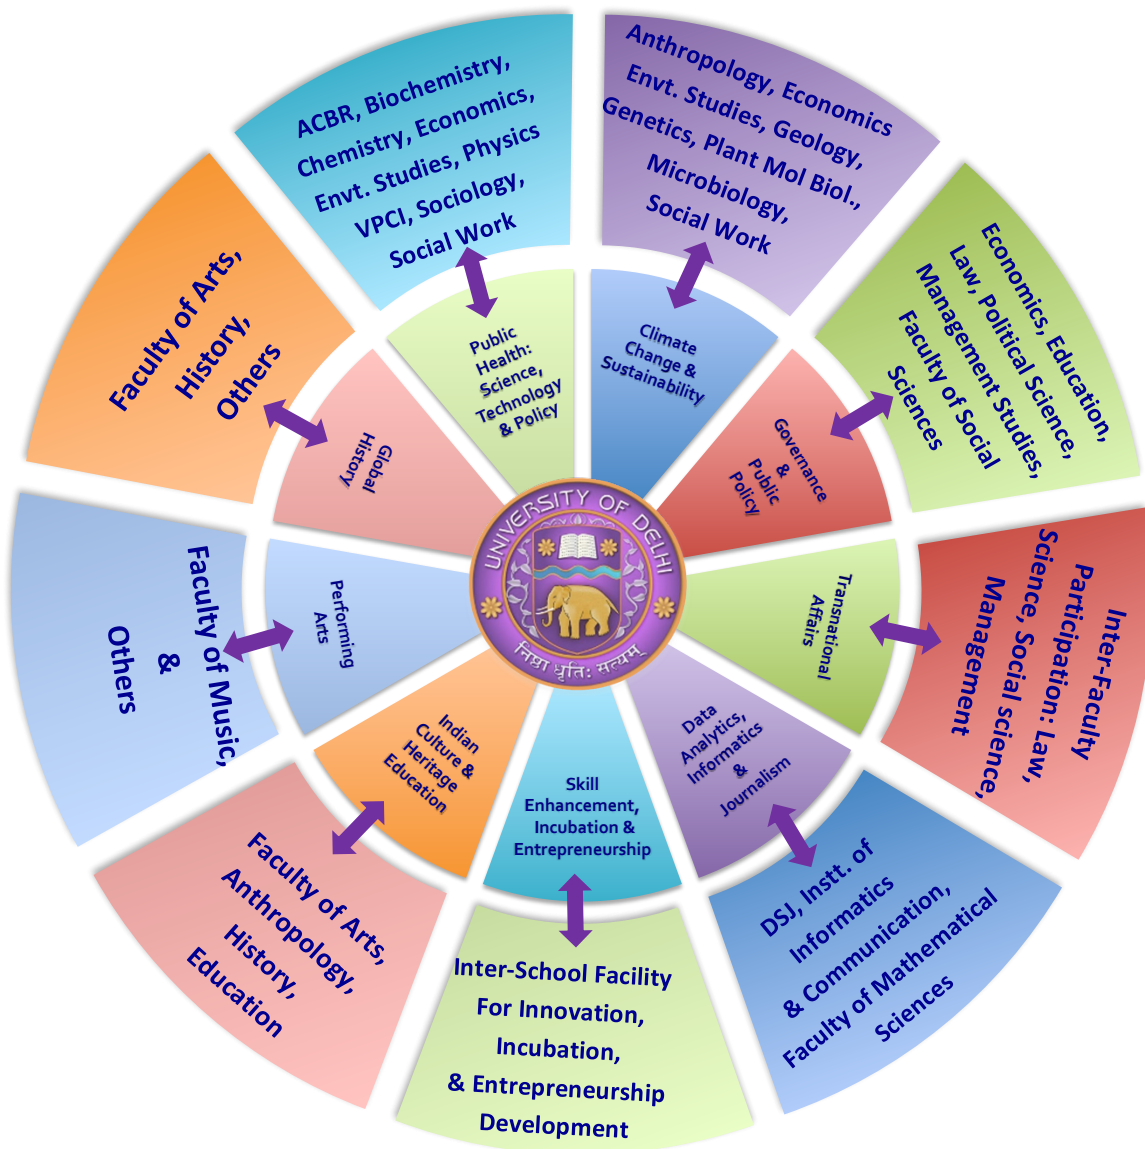 Anthropology, Economics
Envt. Studies, Geology,
Genetics, Plant Mol Biol.,
Microbiology,
Social Work
Climate
Change &
Sustainability
Economics, Education,
Law, Political Science,
Management Studies,
Faculty of Social
Sciences
Governance
&
Public
Policy
Inter-Faculty
Participation: Law,
Science, Social science,
Management
Transnational
Affairs
DSJ, Instt. of
Informatics
& Communication,
Faculty of Mathematical
Sciences
Data
Analytics,
Informatics
&
Journalism
Skill
Enhancement,
Incubation &
Entrepreneurship
Inter-School Facility
For Innovation,
Incubation,
& Entrepreneurship
Development
Indian
Culture &
Heritage
Education
Faculty of Arts,
Anthropology,
History,
Education
Performing
Arts
Faculty of Music,
&
Others
Global
History
Faculty of Arts,
History,
Others
Public
Health:
Science,
Technology
& Policy
ACBR, Biochemistry,
Chemistry, Economics,
Envt. Studies, Physics
VPCI, Sociology,
Social Work
UNIVERSITY OF DELHI
निष्ठा धृति: सत्यम्